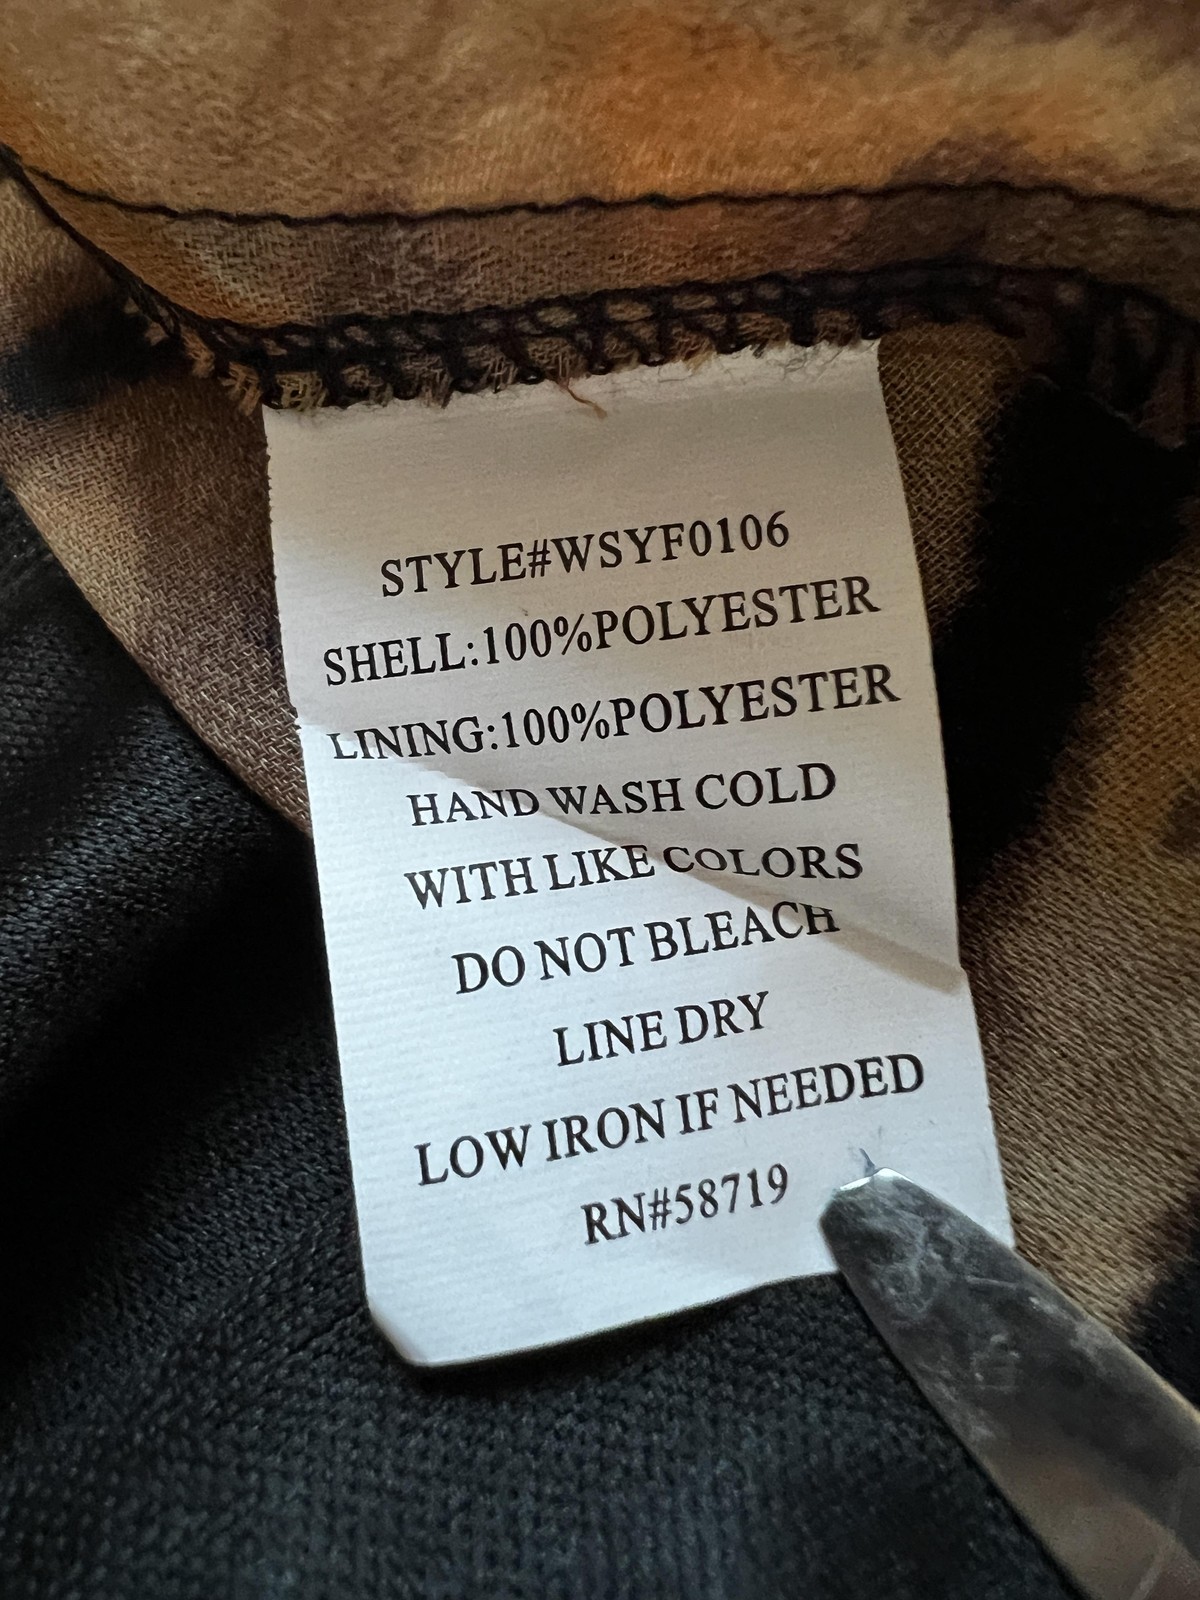 STYLE#WSYF0106
SHELL:100%POLYESTER
LINING:100%POLYESTER
HAND WASH COLD
WITH LIKE COLORS
DO NOT BLEACH
LINE DRY
LOW IRON IF NEEDED
RN#58719